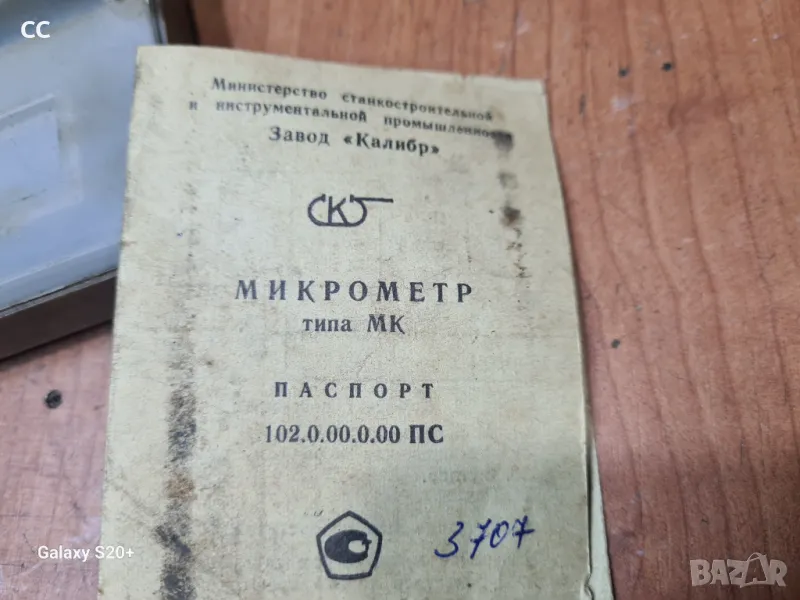 CC
Министерство станкостроительной
и инструментальной промышленности
Завод «Калибр»
МИКРОМЕТР
типа МК
ПАСПОРТ
102.0.00.0.00 ПС
3707
Galaxy S20+
BAZAR